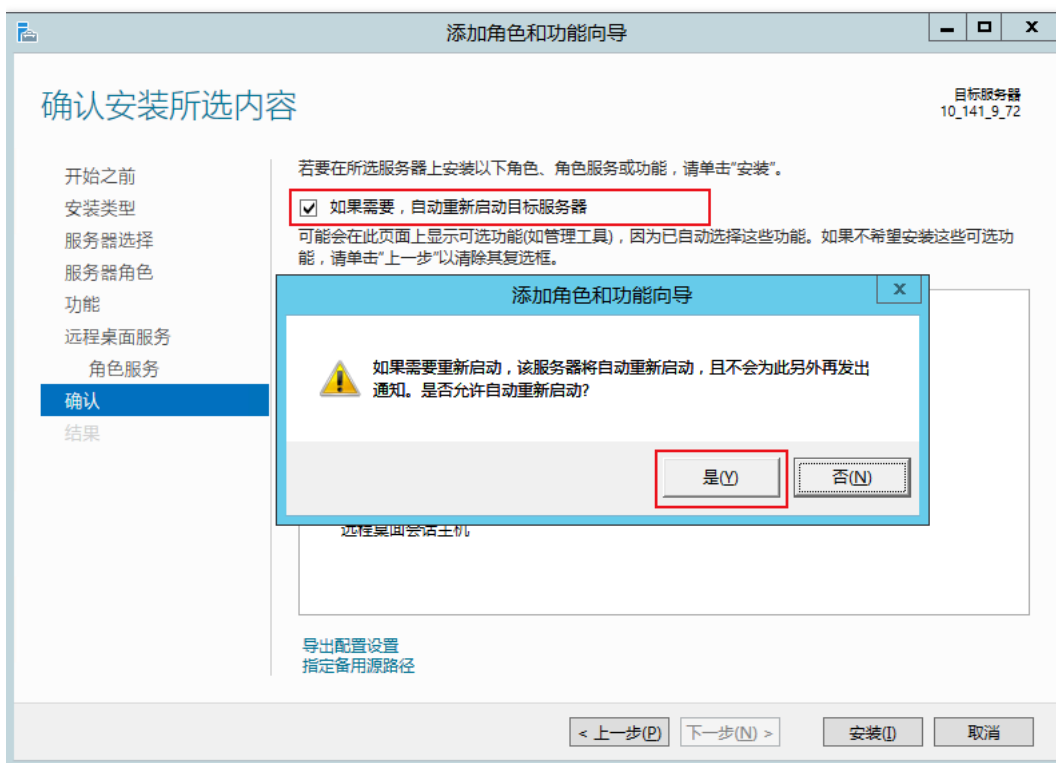 添加角色和功能向导
确认安装所选内容
目标服务器
10_141_9_72
开始之前
安装类型
服务器选择
服务器角色
功能
远程桌面服务
角色服务
确认
结果
若要在所选服务器上安装以下角色、角色服务或功能，请单击"安装"。
如果需要，自动重新启动目标服务器
可能会在此页面上显示可选功能(如管理工具)，因为已自动选择这些功能。如果不希望安装这些可选功
能，请单击"上一步"以清除其复选框。
添加角色和功能向导
x
如果需要重新启动，该服务器将自动重新启动，且不会为此另外再发出
通知。是否允许自动重新启动?
是(Y)
否(N)
远程桌面会话主机
导出配置设置
指定备用源路径
< 上一步(P)
下一步(N) >
安装(I)
取消